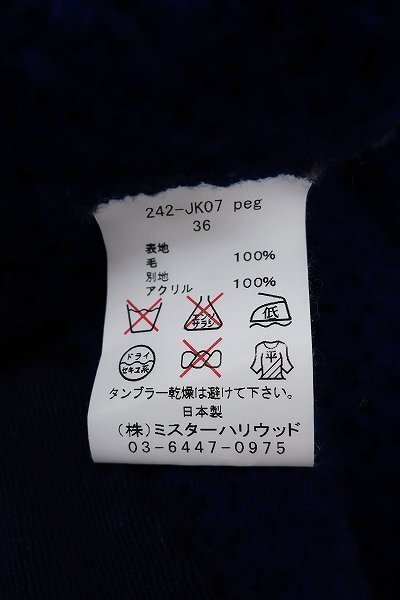 242-JK07 peg
36
表地
毛 100%
別地
アクリル 100%
エンソ サラシ
低
ドライ
セキユ系
平
タンブラー乾燥は避けて下さい。
日本製
(株)ミスターハリウッド
03-6447-0975